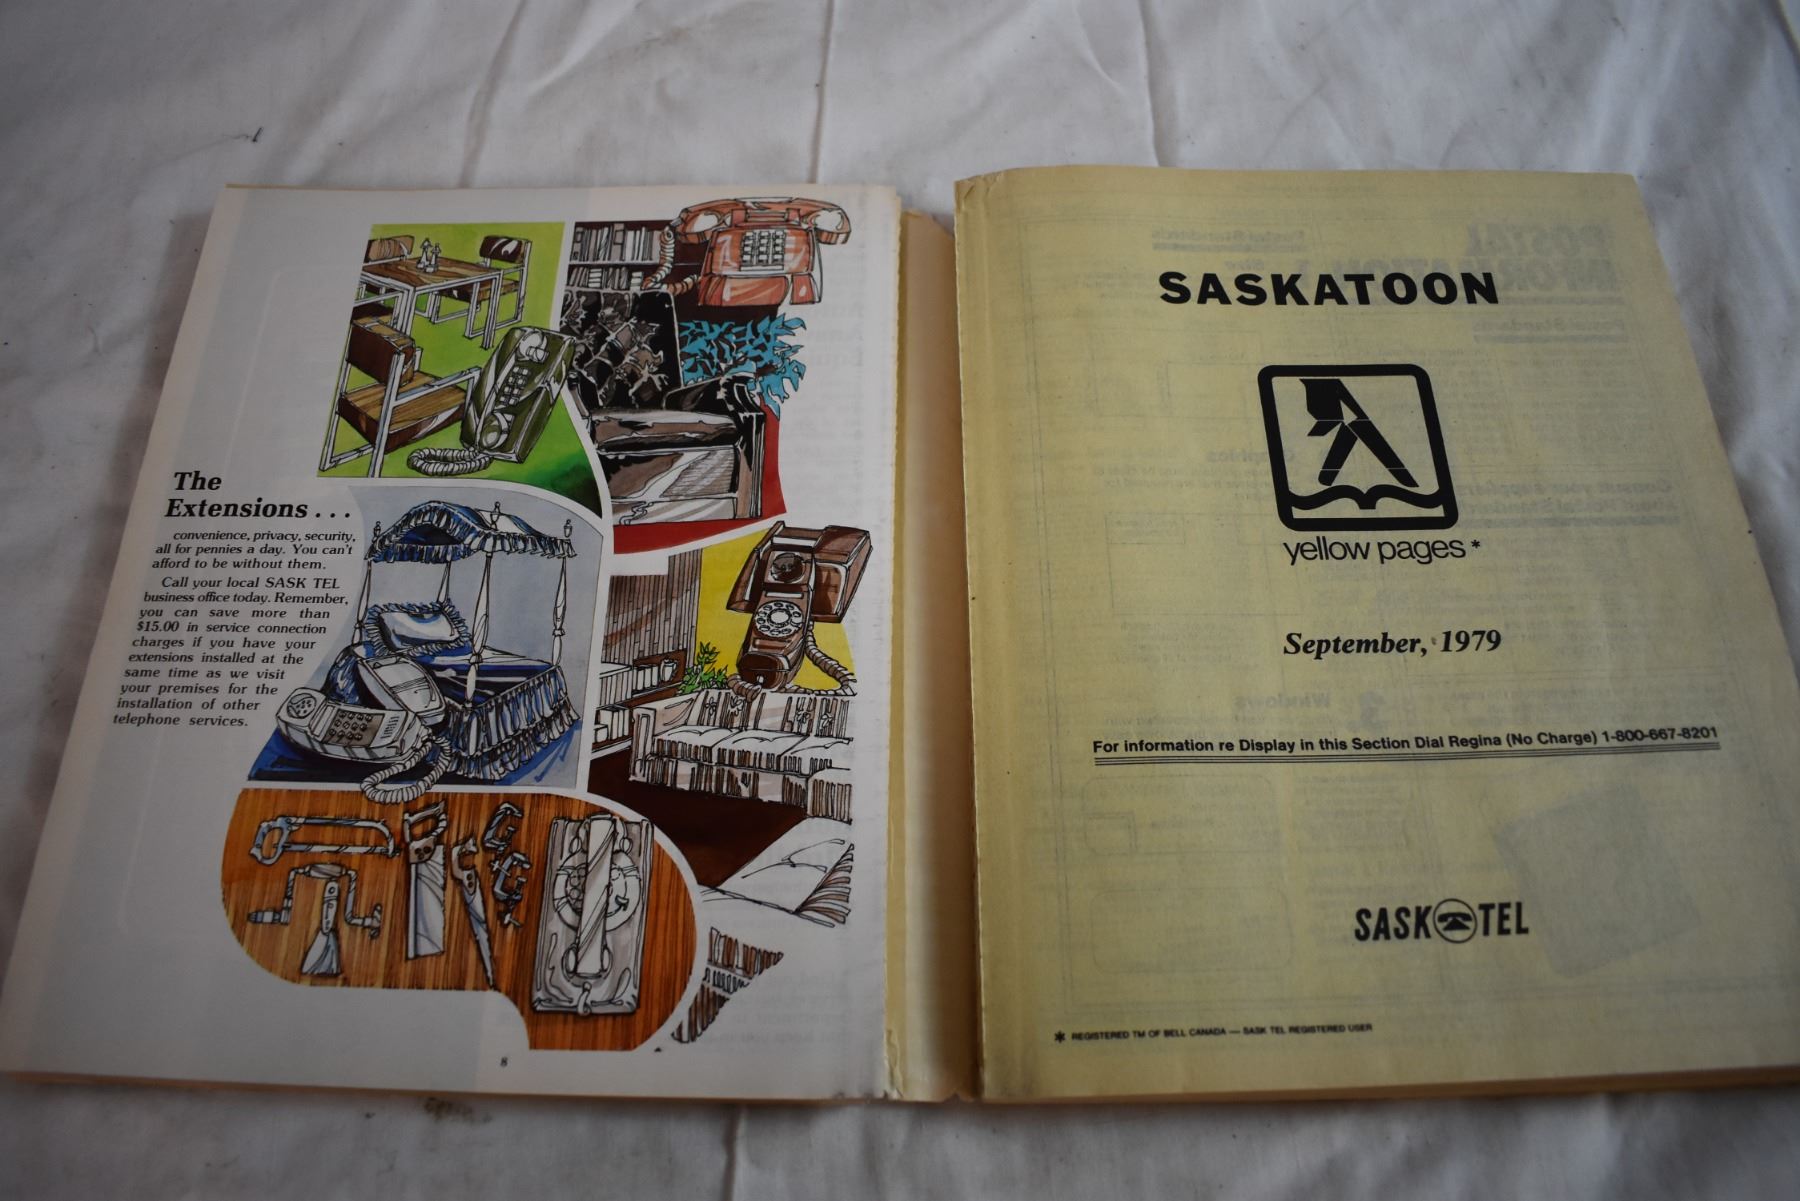 The
Extensions . . .
convenience, privacy, security,
all for pennies a day. You can't
afford to be without them.
Call your local SASK TEL
business office today. Remember,
you can save more than
$15.00 in service connection
charges if you have your
extensions installed at the
same time as we visit
your premises for the
installation of other
telephone services.
8
SASKATOON
yellow pages*
September, 1979
For information re Display in this Section Dial Regina (No Charge) 1-800-667-8201
SASK TEL
* REGISTERED TM OF BELL CANADA — SASK TEL REGISTERED USER